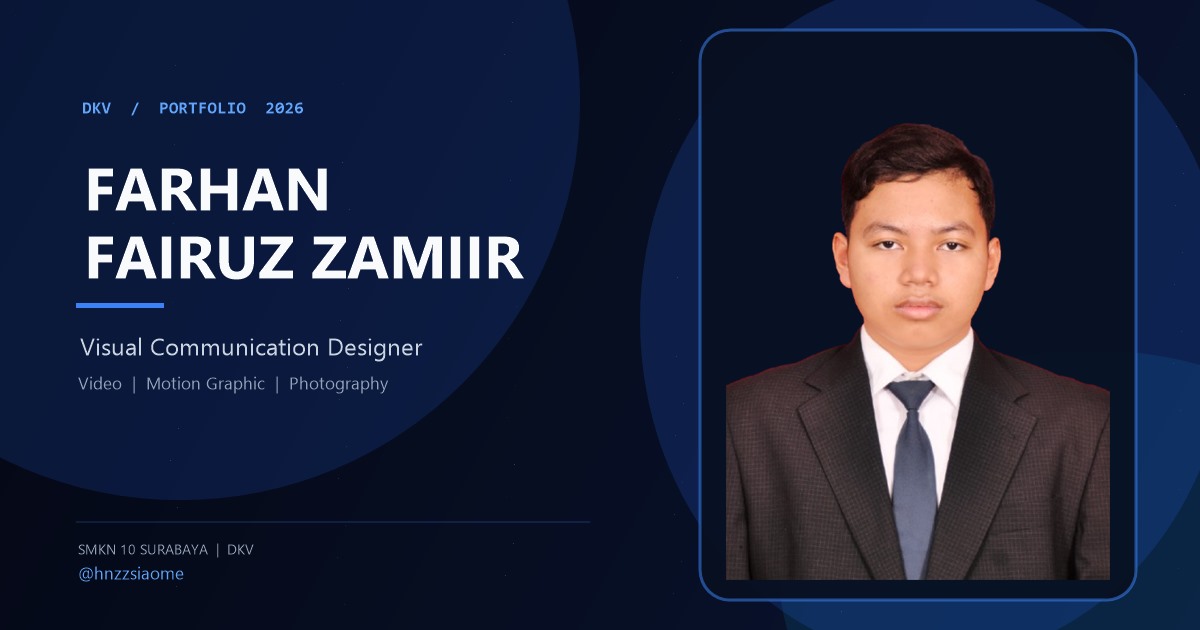 DKV / PORTFOLIO 2026
FARHAN
FAIRUZ ZAMIIR
Visual Communication Designer
Video | Motion Graphic | Photography
SMKN 10 SURABAYA | DKV
@hnzzsiaome